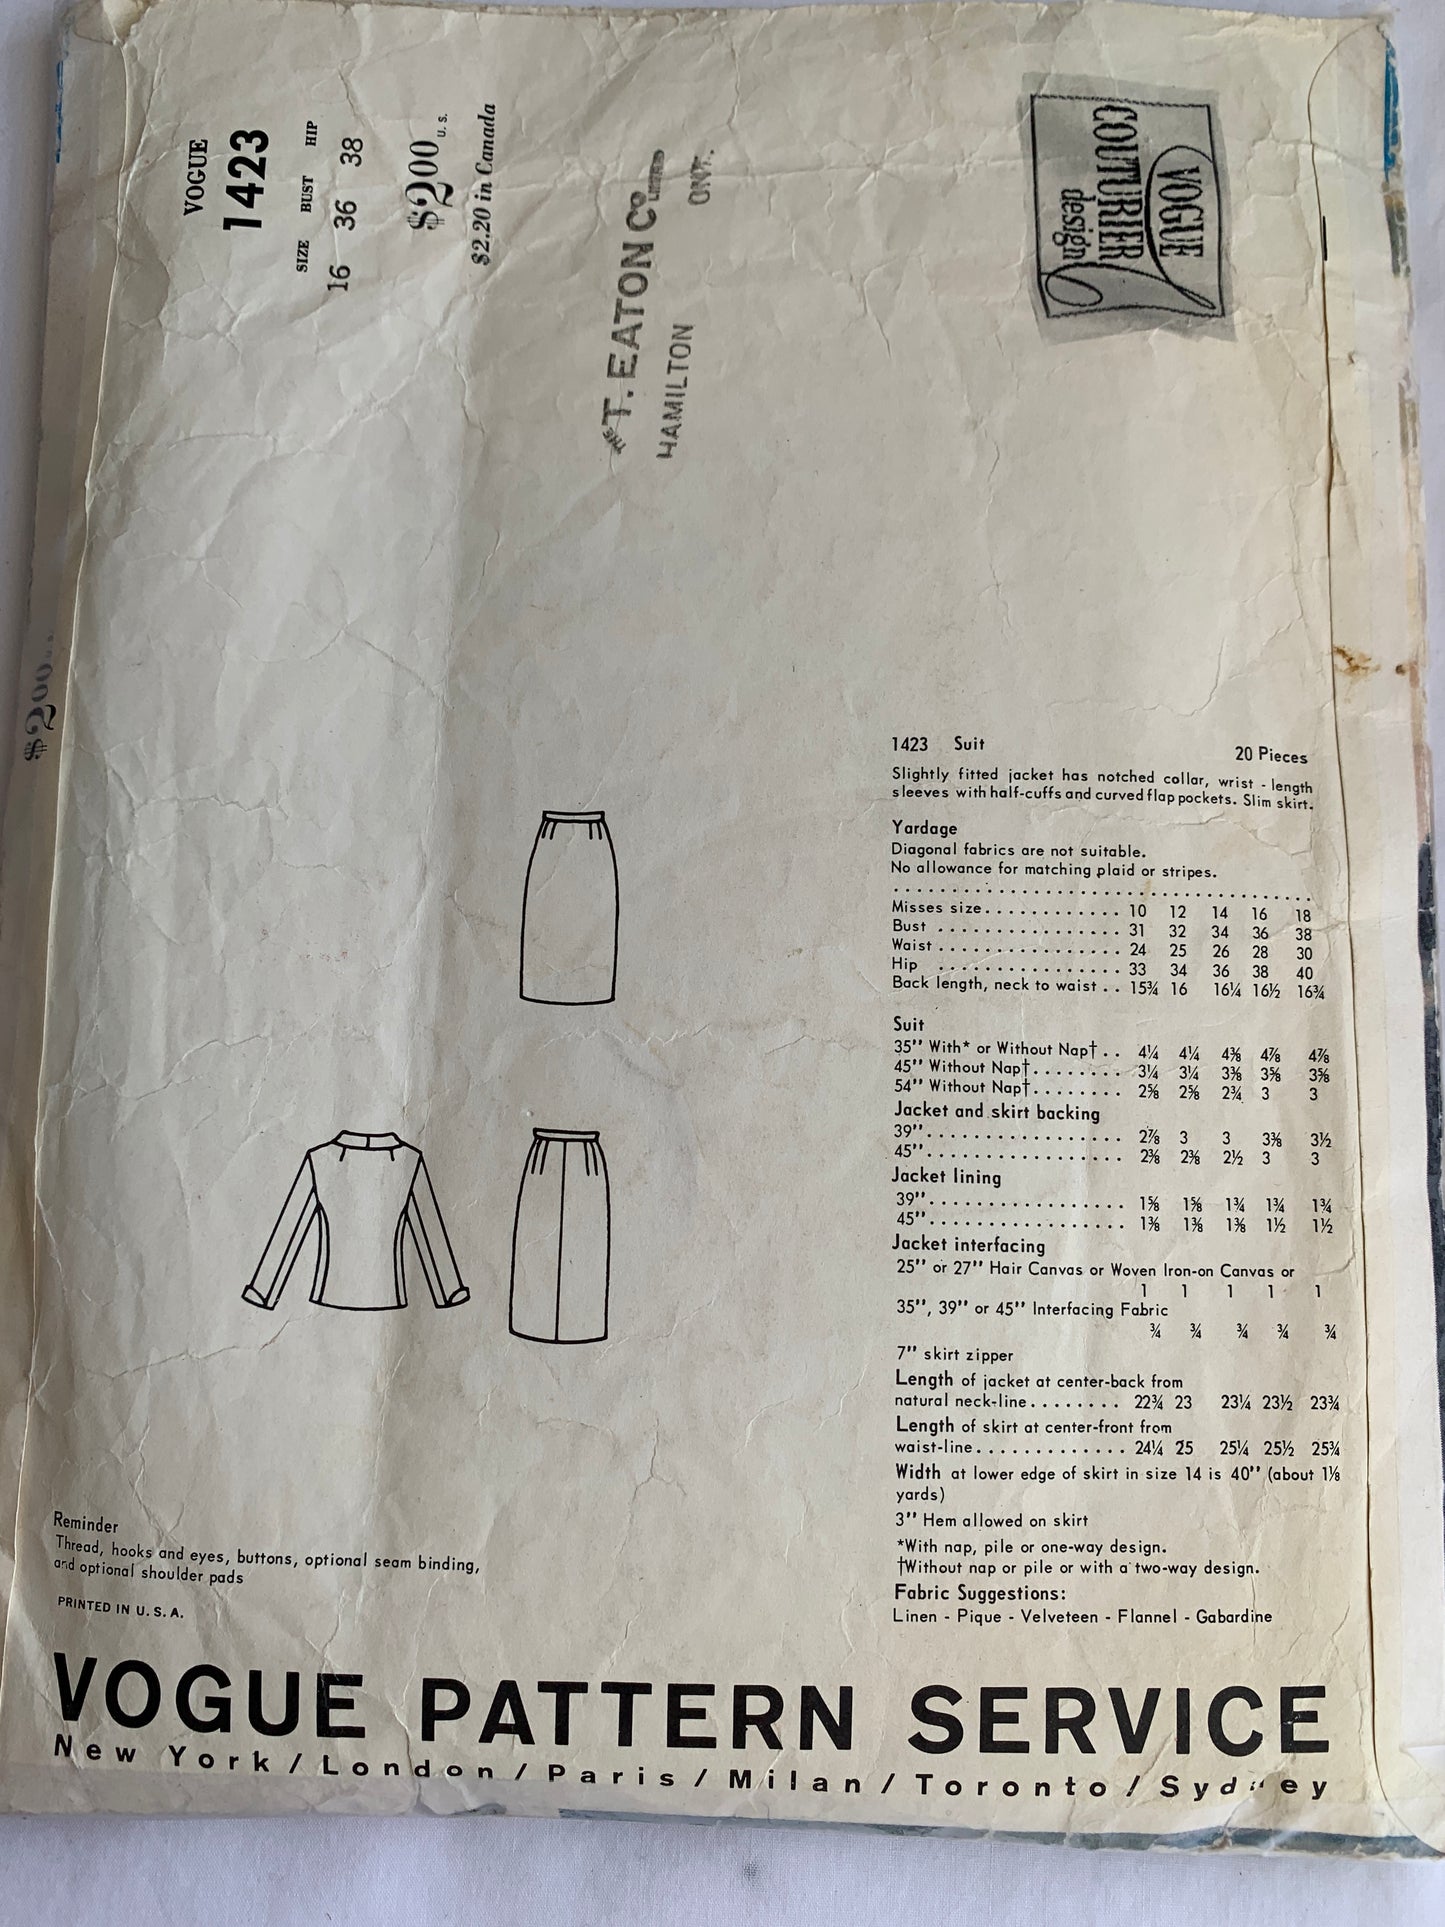 VOGUE
1423
SIZE BUST HIP
16 36 38
$2.00 U.S.
$2.20 in Canada
THE T. EATON Co LIMITED
HAMILTON ONT.
VOGUE
COUTURIER
design
$2.00 U.S.
1423 Suit 20 Pieces
Slightly fitted jacket has notched collar, wrist - length
sleeves with half-cuffs and curved flap pockets. Slim skirt.
Yardage
Diagonal fabrics are not suitable.
No allowance for matching plaid or stripes.
Misses size............ 10 12 14 16 18
Bust ................ 31 32 34 36 38
Waist ................ 24 25 26 28 30
Hip ................ 33 34 36 38 40
Back length, neck to waist .. 15¾ 16 16¼ 16½ 16¾
Suit
35'' With* or Without Nap† .. 4¼ 4¼ 4⅜ 4⅞ 4⅞
45'' Without Nap†........ 3¼ 3¼ 3⅜ 3⅝ 3⅝
54'' Without Nap†........ 2⅝ 2⅝ 2¾ 3 3
Jacket and skirt backing
39''.................. 2⅞ 3 3 3⅜ 3½
45''.................. 2⅜ 2⅜ 2½ 3 3
Jacket lining
39''.................. 1⅝ 1⅝ 1¾ 1¾ 1¾
45''.................. 1⅜ 1⅜ 1⅜ 1½ 1½
Jacket interfacing
25'' or 27'' Hair Canvas or Woven Iron-on Canvas or
1 1 1 1 1
35'', 39'' or 45'' Interfacing Fabric
¾ ¾ ¾ ¾ ¾
7'' skirt zipper
Length of jacket at center-back from
natural neck-line........ 22¾ 23 23¼ 23½ 23¾
Length of skirt at center-front from
waist-line............. 24¼ 25 25¼ 25½ 25¾
Width at lower edge of skirt in size 14 is 40'' (about 1⅛
yards)
3'' Hem allowed on skirt
*With nap, pile or one-way design.
†Without nap or pile or with a two-way design.
Fabric Suggestions:
Linen - Pique - Velveteen - Flannel - Gabardine
Reminder
Thread, hooks and eyes, buttons, optional seam binding,
and optional shoulder pads
PRINTED IN U. S. A.
VOGUE PATTERN SERVICE
New York / London / Paris / Milan / Toronto / Sydney